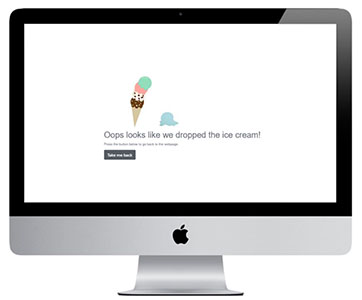 Oops looks like we dropped the ice cream!
Press the button below to go back to the webpage
Take me back